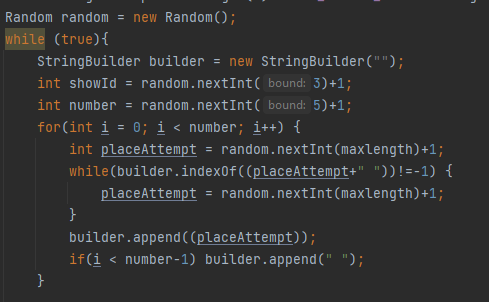 Random random = new Random();
while (true){
StringBuilder builder = new StringBuilder("");
int showId = random.nextInt( bound: 3)+1;
int number = random.nextInt( bound: 5)+1;
for(int i = 0; i < number; i++) {
int placeAttempt = random.nextInt(maxlength)+1;
while(builder.indexOf((placeAttempt+" "))!=-1) {
placeAttempt = random.nextInt(maxlength)+1;
}
builder.append((placeAttempt));
if(i < number-1) builder.append(" ");
}